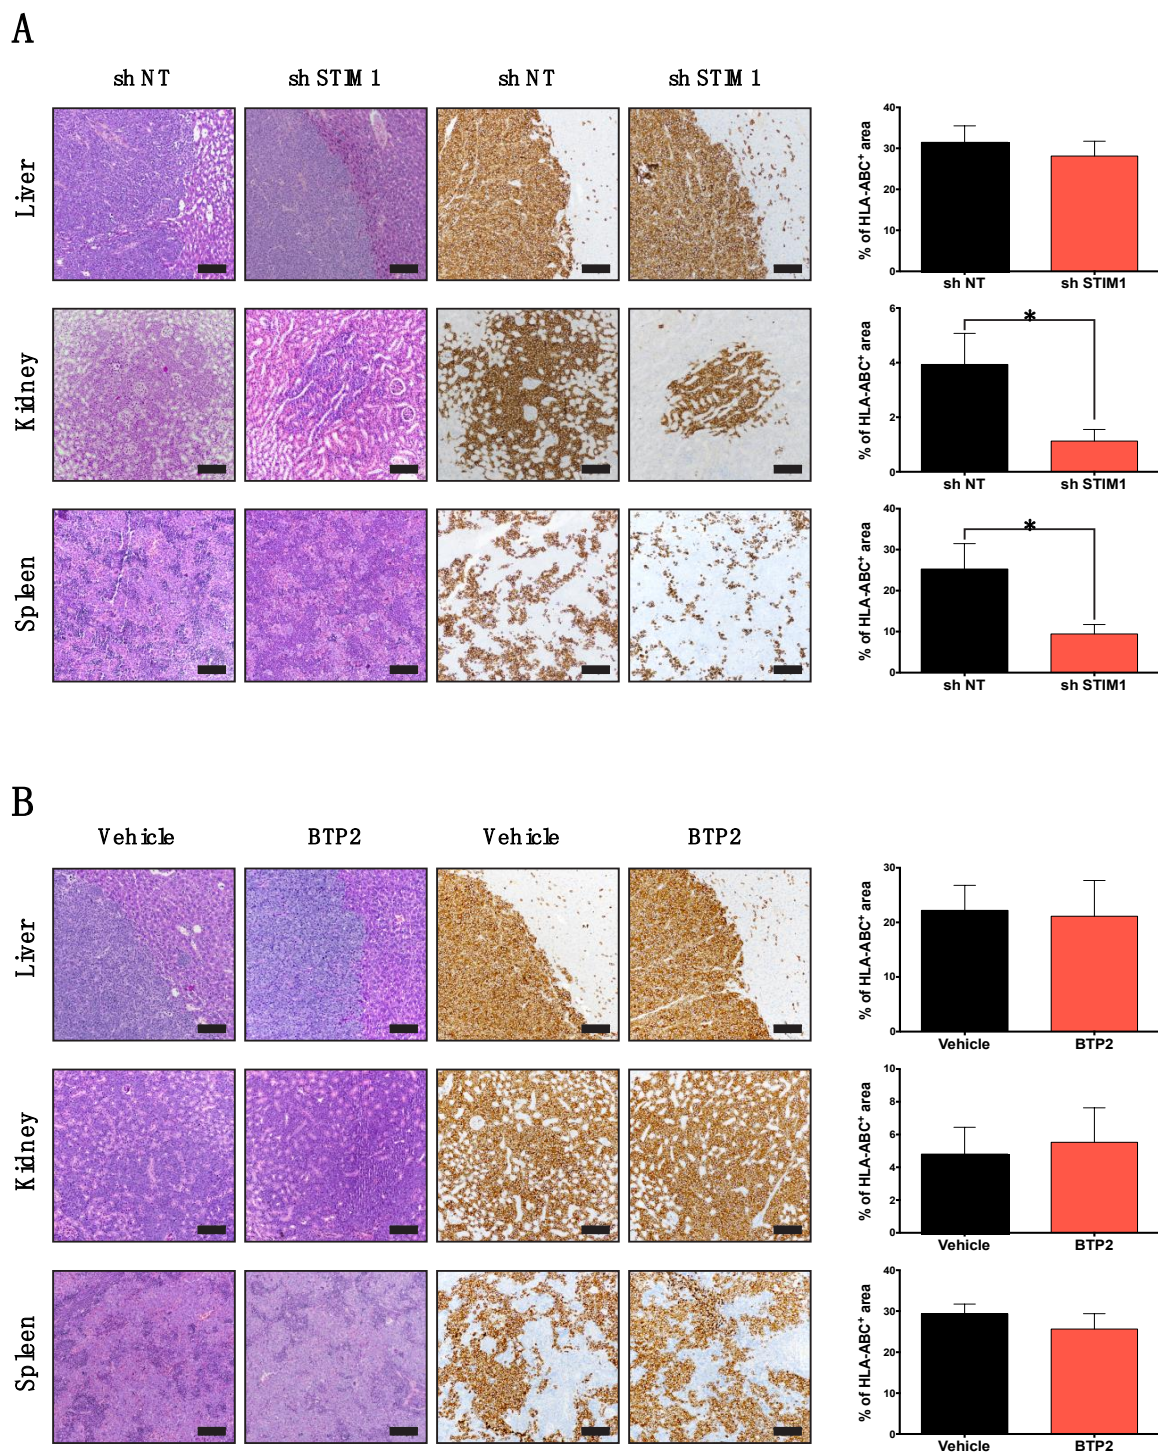 A
sh NT sh STIM1 sh NT sh STIM1
Liver
% of HLA-ABC+ area
40
30
20
10
0
sh NT sh STIM1
Kidney
% of HLA-ABC+ area
6
4
2
0
*
sh NT sh STIM1
Spleen
% of HLA-ABC+ area
40
30
20
10
0
*
sh NT sh STIM1
B
Vehicle BTP2 Vehicle BTP2
Liver
% of HLA-ABC+ area
30
20
10
0
Vehicle BTP2
Kidney
% of HLA-ABC+ area
10
8
6
4
2
0
Vehicle BTP2
Spleen
% of HLA-ABC+ area
40
30
20
10
0
Vehicle BTP2